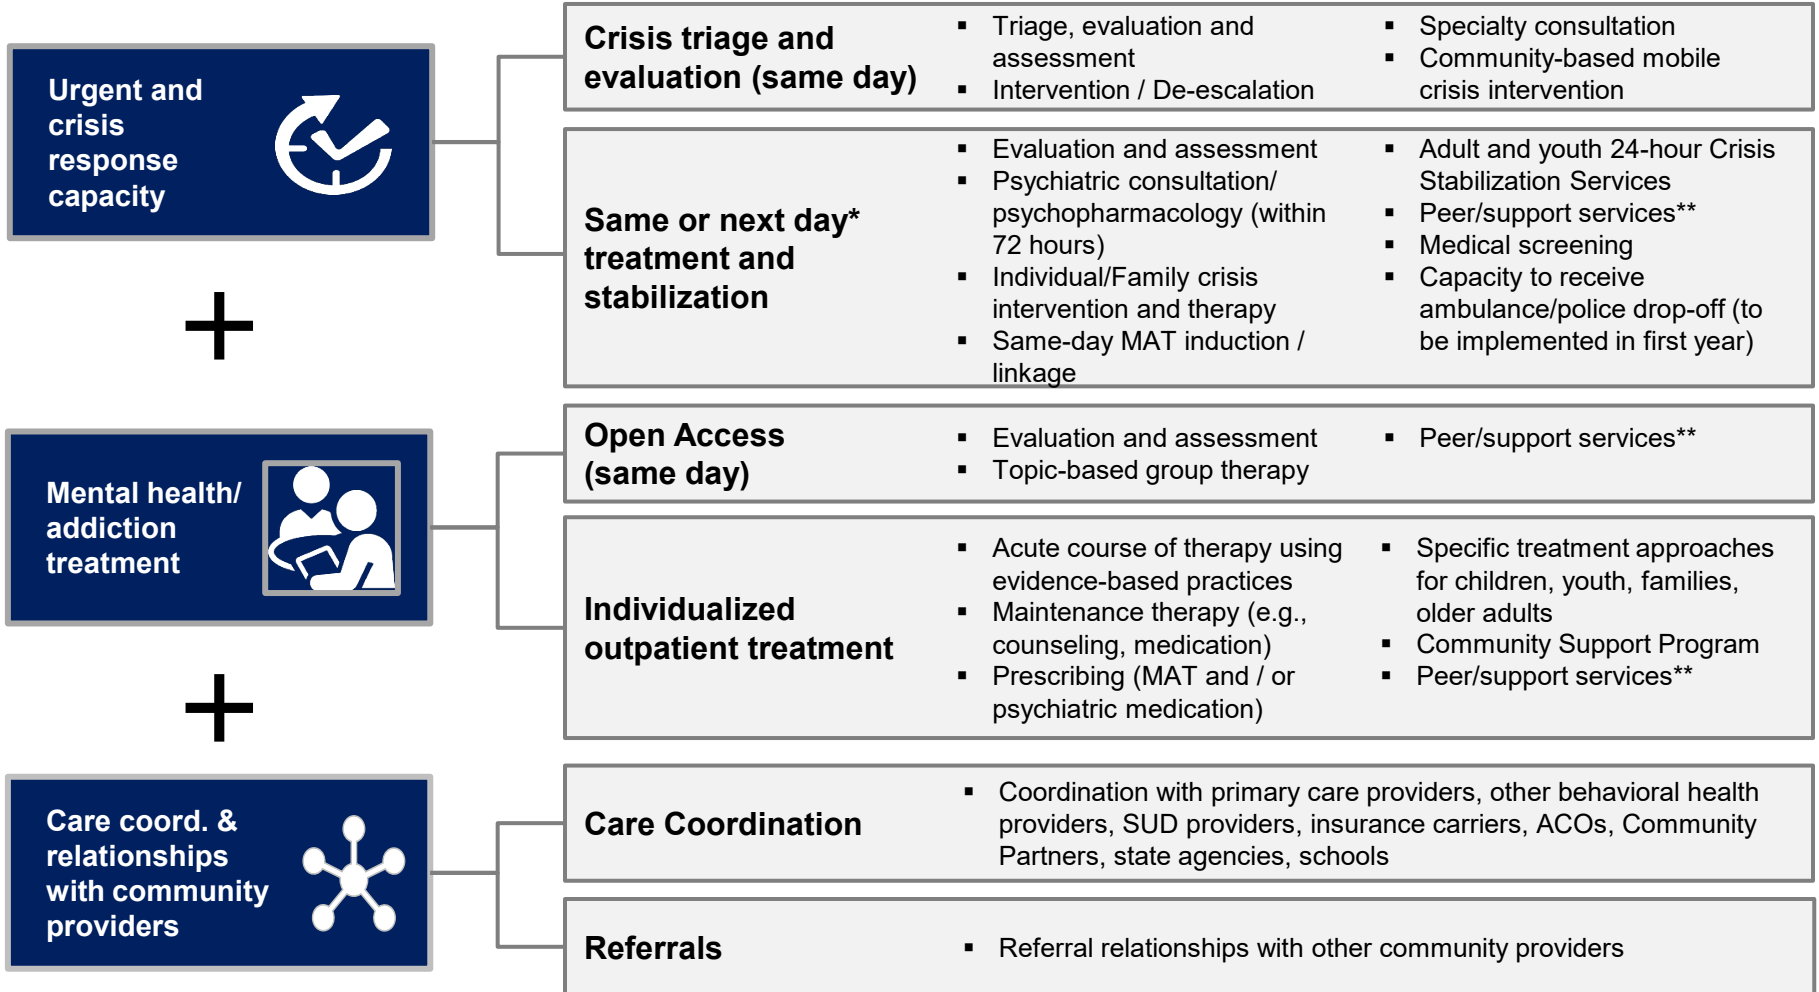 Urgent and
crisis
response
capacity
Crisis triage and
evaluation (same day)
▪ Triage, evaluation and
assessment
▪ Intervention / De-escalation
▪ Specialty consultation
▪ Community-based mobile
crisis intervention
Same or next day*
treatment and
stabilization
▪ Evaluation and assessment
▪ Psychiatric consultation/
psychopharmacology (within
72 hours)
▪ Individual/Family crisis
intervention and therapy
▪ Same-day MAT induction /
linkage
▪ Adult and youth 24-hour Crisis
Stabilization Services
▪ Peer/support services**
▪ Medical screening
▪ Capacity to receive
ambulance/police drop-off (to
be implemented in first year)
+
Mental health/
addiction
treatment
Open Access
(same day)
▪ Evaluation and assessment
▪ Topic-based group therapy
▪ Peer/support services**
Individualized
outpatient treatment
▪ Acute course of therapy using
evidence-based practices
▪ Maintenance therapy (e.g.,
counseling, medication)
▪ Prescribing (MAT and / or
psychiatric medication)
▪ Specific treatment approaches
for children, youth, families,
older adults
▪ Community Support Program
▪ Peer/support services**
+
Care coord. &
relationships
with community
providers
Care Coordination
▪ Coordination with primary care providers, other behavioral health
providers, SUD providers, insurance carriers, ACOs, Community
Partners, state agencies, schools
Referrals
▪ Referral relationships with other community providers